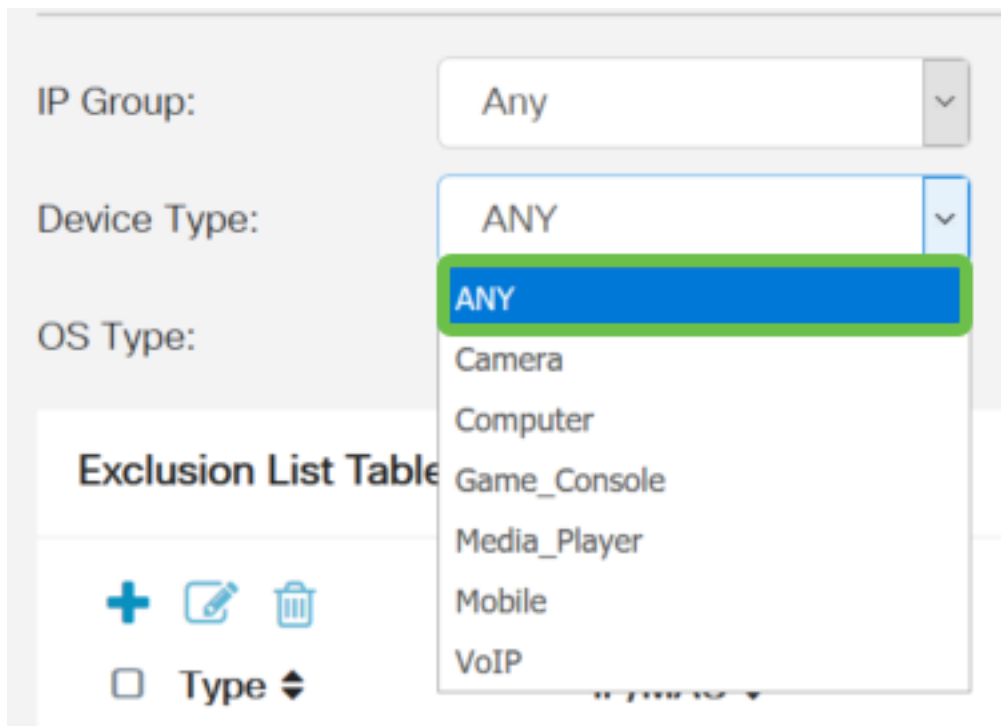 IP Group: Any
Device Type: ANY
ANY
OS Type:
Camera
Computer
Exclusion List Table
Game_Console
Media_Player
Mobile
VoIP
Type